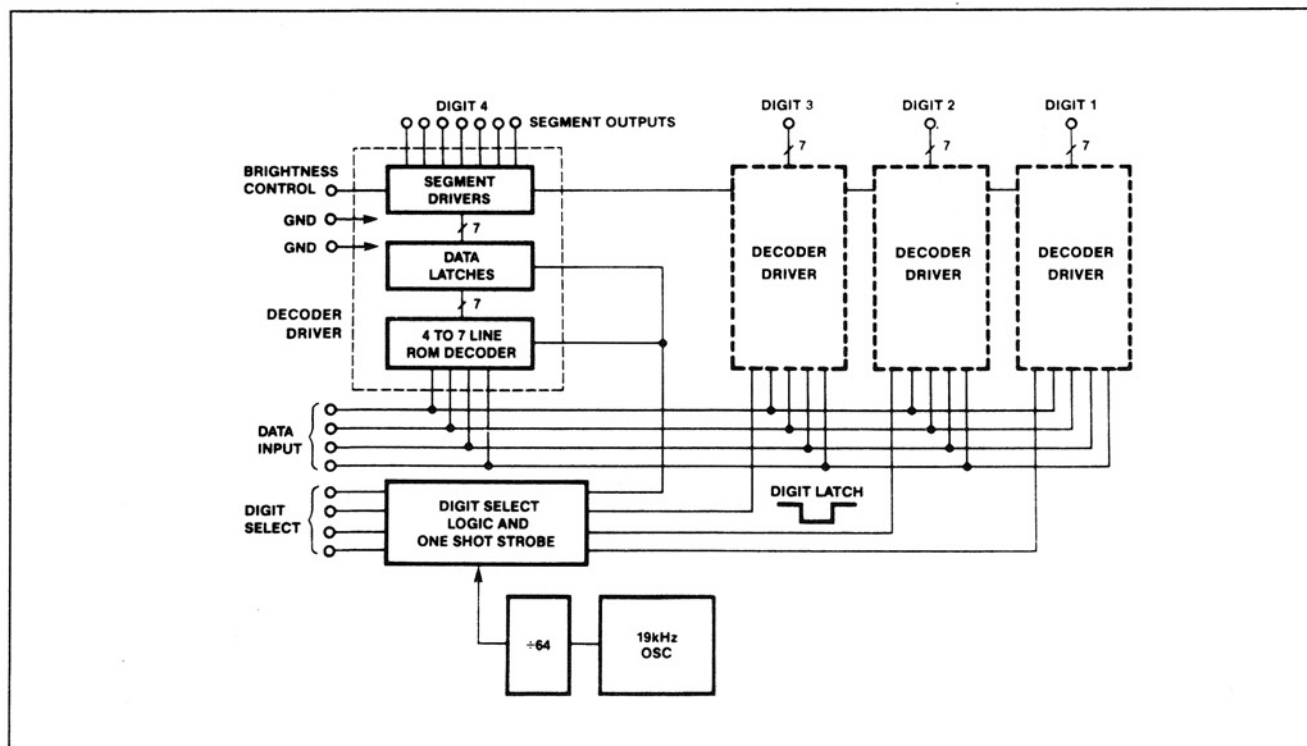 DIGIT 4
SEGMENT OUTPUTS
DIGIT 3
DIGIT 2
DIGIT 1
7
7
7
BRIGHTNESS
CONTROL
SEGMENT
DRIVERS
GND
GND
7
DATA
LATCHES
7
DECODER
DRIVER
4 TO 7 LINE
ROM DECODER
DECODER
DRIVER
DECODER
DRIVER
DECODER
DRIVER
DATA
INPUT
DIGIT
SELECT
DIGIT SELECT
LOGIC AND
ONE SHOT STROBE
DIGIT LATCH
÷64
19kHz
OSC